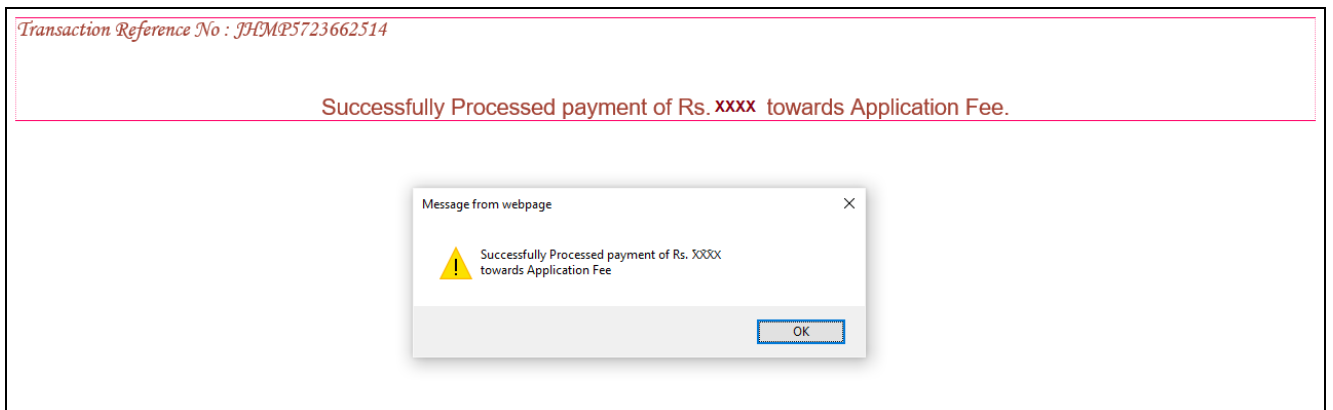 Transaction Reference No : JHMP5723662514
Successfully Processed payment of Rs. xxxx towards Application Fee.
Message from webpage
Successfully Processed payment of Rs. XXXX
towards Application Fee
OK